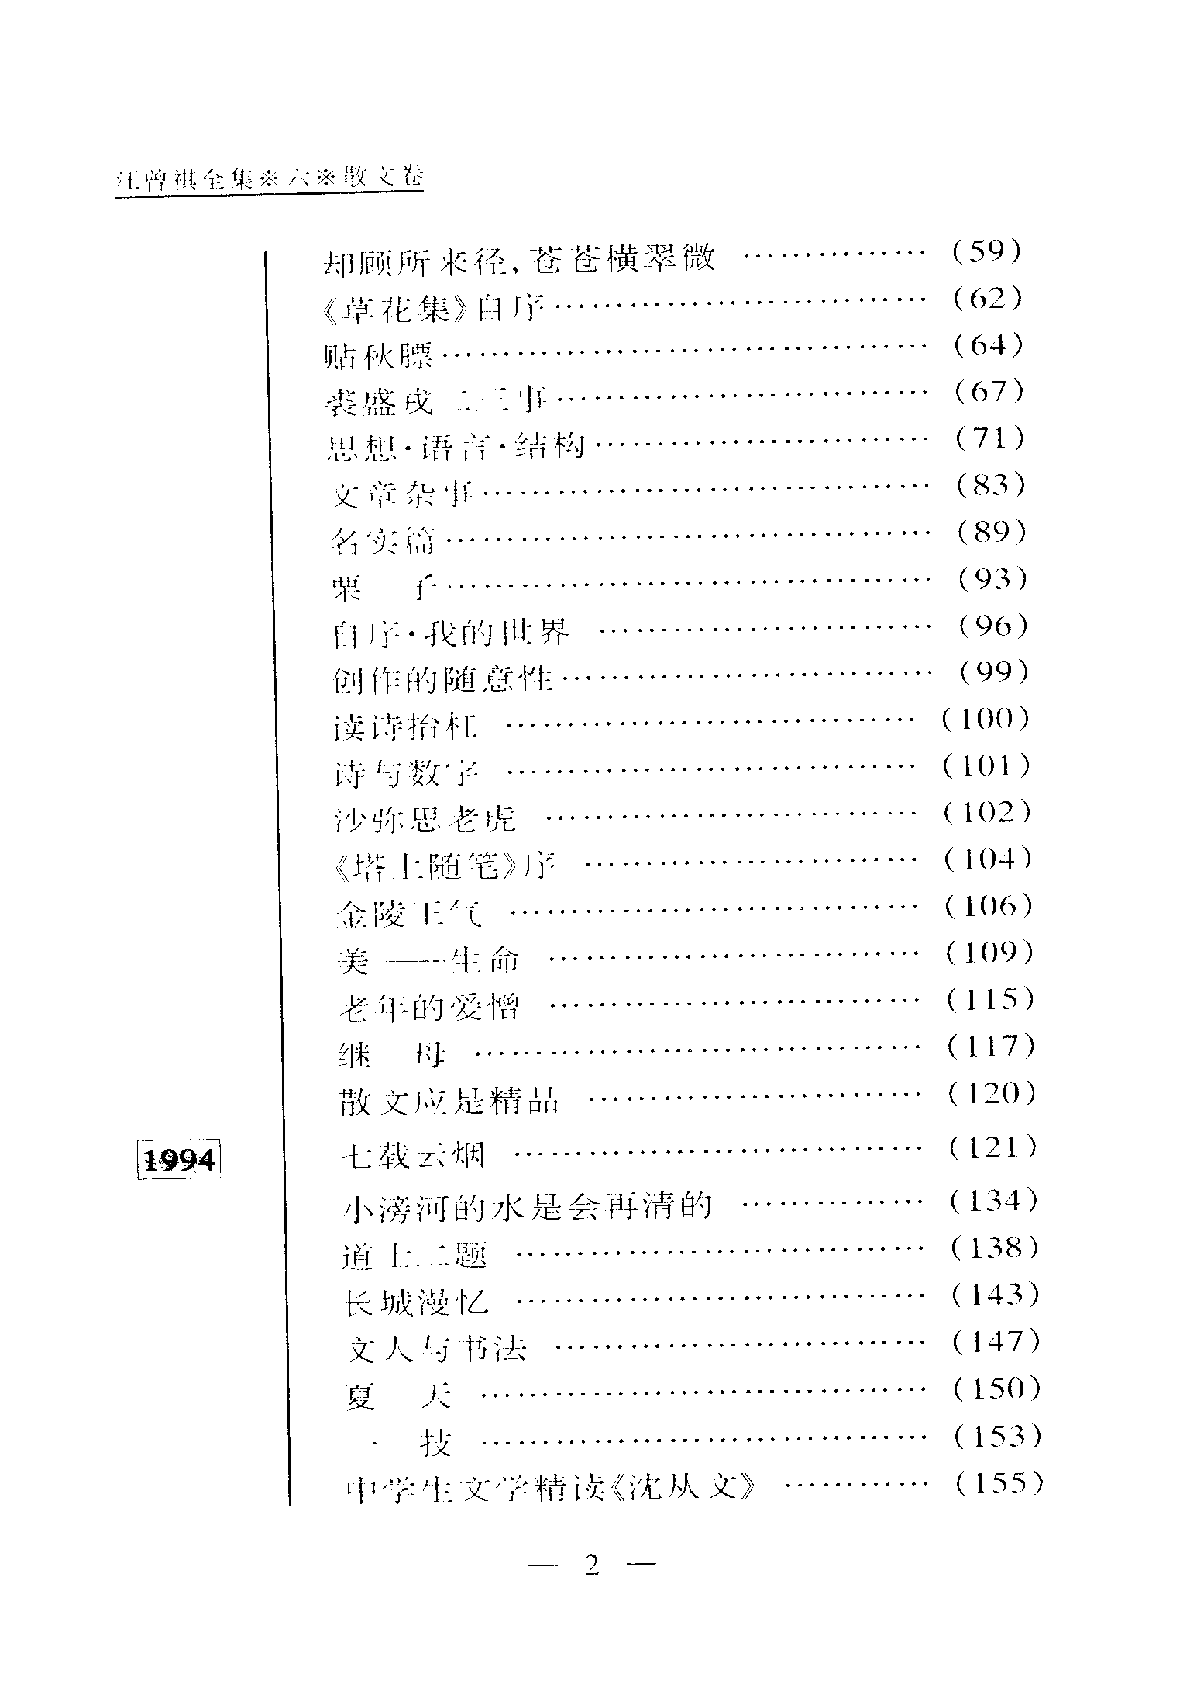 汪曾祺全集※六※散文卷
却顾所来径,苍苍横翠微 …………… (59)
《草花集》自序 …………………………… (62)
贴秋膘 …………………………………… (64)
裘盛戎二三事 …………………………… (67)
思想·语言·结构 ………………………… (71)
文章杂事 ………………………………… (83)
名实篇 …………………………………… (89)
栗 子 …………………………………… (93)
自序·我的世界 ………………………… (96)
创作的随意性 …………………………… (99)
读诗抬杠 ……………………………… (100)
诗与数字 ……………………………… (101)
沙弥思老虎 …………………………… (102)
《塔上随笔》序 ………………………… (104)
金陵王气 ……………………………… (106)
美——生命 …………………………… (109)
老年的爱憎 …………………………… (115)
继 母 ………………………………… (117)
散文应是精品 ………………………… (120)
1994 七载云烟 ……………………………… (121)
小滂河的水是会再清的 …………… (134)
道士二题 ……………………………… (138)
长城漫忆 ……………………………… (143)
文人与书法 …………………………… (147)
夏 天 ………………………………… (150)
一 技 ………………………………… (153)
中学生文学精读《沈从文》 ………… (155)
— 2 —